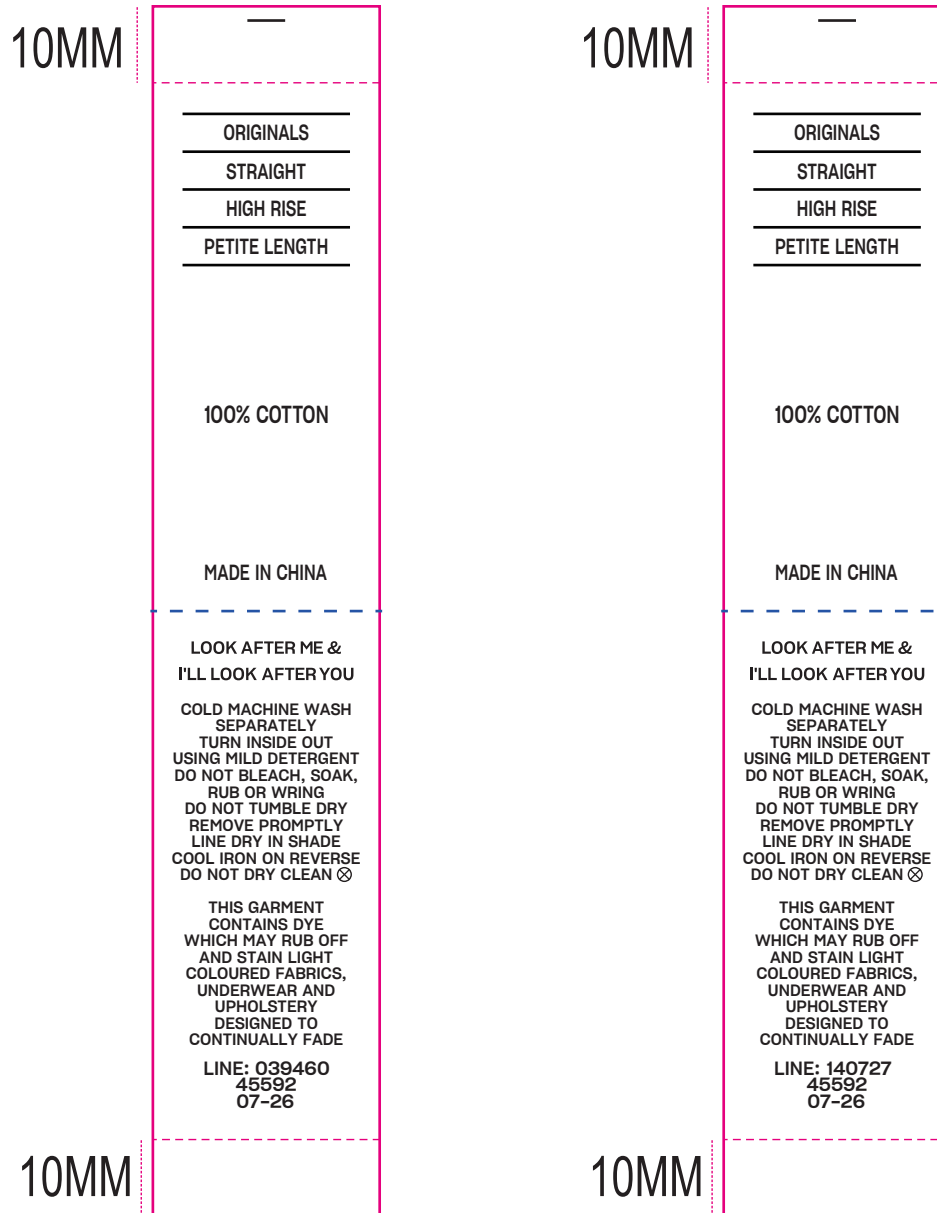 10MM
ORIGINALS
STRAIGHT
HIGH RISE
PETITE LENGTH
100% COTTON
MADE IN CHINA
LOOK AFTER ME &
I'LL LOOK AFTER YOU
COLD MACHINE WASH
SEPARATELY
TURN INSIDE OUT
USING MILD DETERGENT
DO NOT BLEACH, SOAK,
RUB OR WRING
DO NOT TUMBLE DRY
REMOVE PROMPTLY
LINE DRY IN SHADE
COOL IRON ON REVERSE
DO NOT DRY CLEAN ⊗
THIS GARMENT
CONTAINS DYE
WHICH MAY RUB OFF
AND STAIN LIGHT
COLOURED FABRICS,
UNDERWEAR AND
UPHOLSTERY
DESIGNED TO
CONTINUALLY FADE
LINE: 039460
45592
07-26
10MM
10MM
ORIGINALS
STRAIGHT
HIGH RISE
PETITE LENGTH
100% COTTON
MADE IN CHINA
LOOK AFTER ME &
I'LL LOOK AFTER YOU
COLD MACHINE WASH
SEPARATELY
TURN INSIDE OUT
USING MILD DETERGENT
DO NOT BLEACH, SOAK,
RUB OR WRING
DO NOT TUMBLE DRY
REMOVE PROMPTLY
LINE DRY IN SHADE
COOL IRON ON REVERSE
DO NOT DRY CLEAN ⊗
THIS GARMENT
CONTAINS DYE
WHICH MAY RUB OFF
AND STAIN LIGHT
COLOURED FABRICS,
UNDERWEAR AND
UPHOLSTERY
DESIGNED TO
CONTINUALLY FADE
LINE: 140727
45592
07-26
10MM